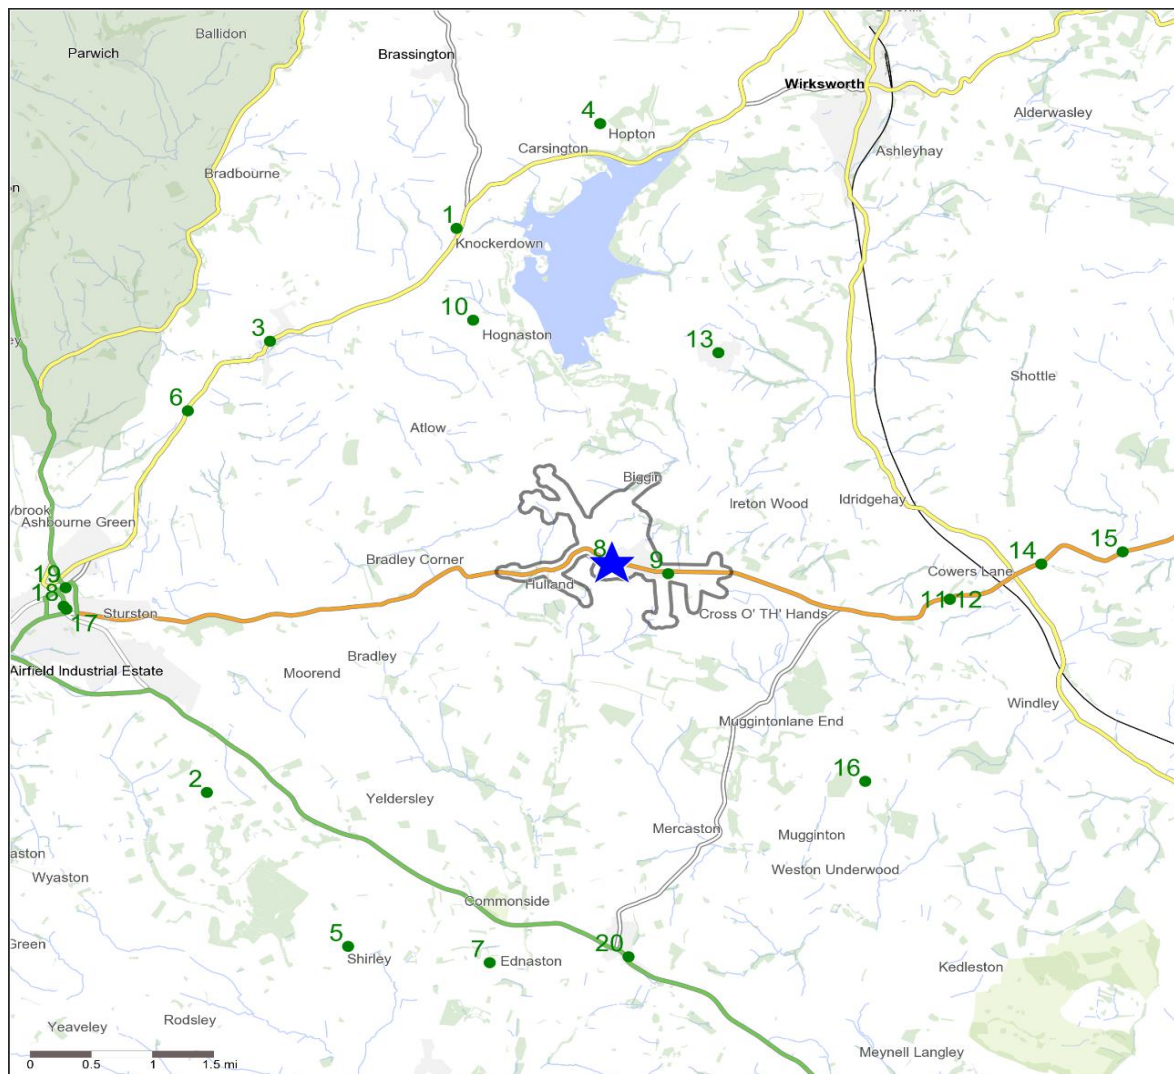 Ballidon
Parwich
Brassington
Wirksworth
4
Hopton
Alderwasley
Carsington
Ashleyhay
Bradbourne
1
Knockerdown
3
10
Hognaston
13
6
Shottle
Atlow
Biggin
Ireton Wood
Idridgehay
Ashbourne Green
8
Bradley Corner
9
14
15
Hulland
Cowers Lane
19
18
17
Sturston
11
12
Cross O' TH' Hands
Bradley
Moorend
Airfield Industrial Estate
Windley
Muggintonlane End
2
16
Yeldersley
Mercaston
Mugginton
Weston Underwood
Wyaston
Commonside
5
Shirley
7
Ednaston
20
Green
Kedleston
Rodsley
Yeaveley
Meynell Langley
0 0.5 1 1.5 mi